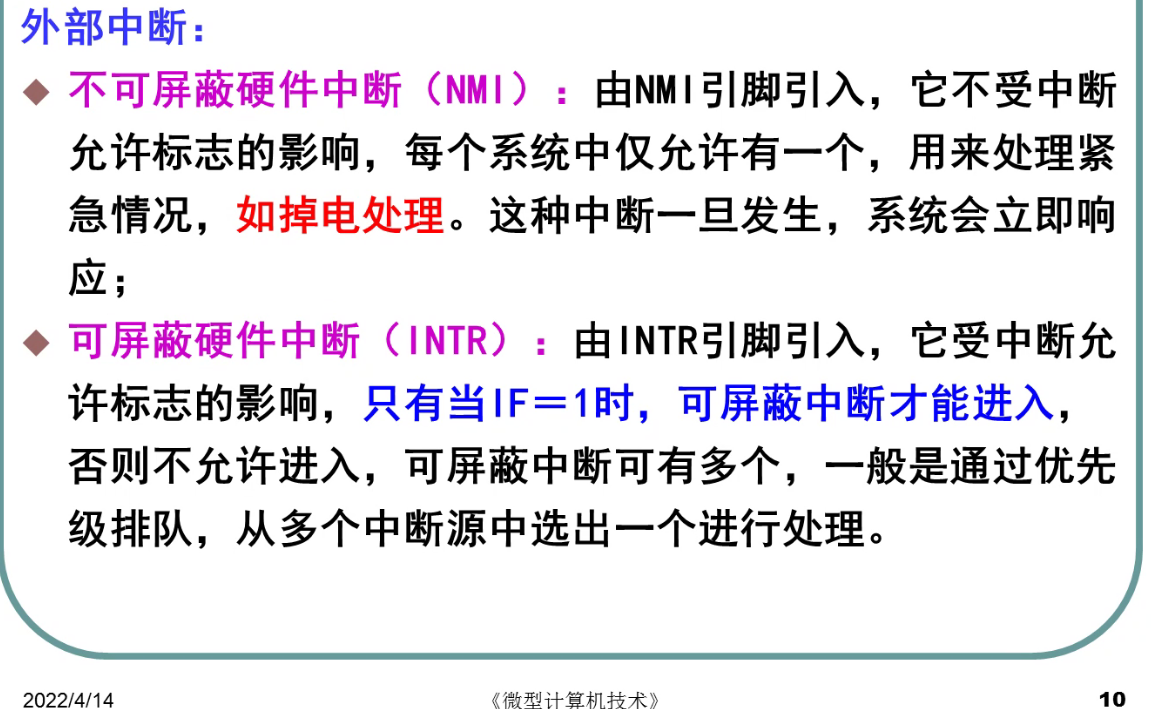 外部中断：
◆ 不可屏蔽硬件中断（NMI）：由NMI引脚引入，它不受中断
允许标志的影响，每个系统中仅允许有一个，用来处理紧
急情况，如掉电处理。这种中断一旦发生，系统会立即响
应；
◆ 可屏蔽硬件中断（INTR）：由INTR引脚引入，它受中断允
许标志的影响，只有当IF＝1时，可屏蔽中断才能进入，
否则不允许进入，可屏蔽中断可有多个，一般是通过优先
级排队，从多个中断源中选出一个进行处理。
2022/4/14
《微型计算机技术》
10